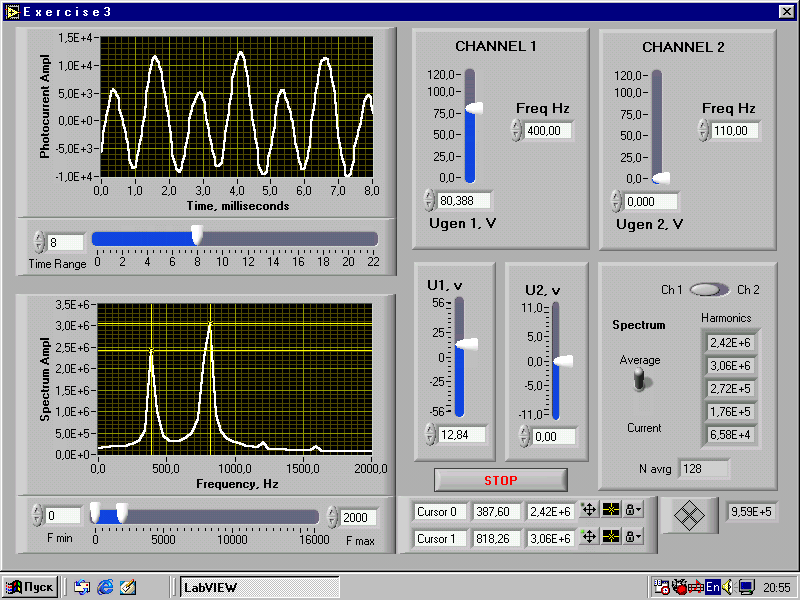 Exercise3
1,5E+4
1,0E+4
5,0E+3
0,0E+0
-5,0E+3
-1,0E+4
Photocurrent Ampl
0,0 1,0 2,0 3,0 4,0 5,0 6,0 7,0 8,0
Time, milliseconds
8
Time Range
0 2 4 6 8 10 12 14 16 18 20 22
3,5E+6
3,0E+6
2,5E+6
2,0E+6
1,5E+6
1,0E+6
5,0E+5
0,0E+0
Spectrum Ampl
0,0 500,0 1000,0 1500,0 2000,0
Frequency, Hz
0
F min
0 5000 10000 16000
2000
F max
CHANNEL 1
120,0
100,0
75,0
50,0
25,0
0,0
Freq Hz
400,00
80,388
Ugen 1, V
CHANNEL 2
120,0
100,0
75,0
50,0
25,0
0,0
Freq Hz
110,00
0,000
Ugen 2, V
U1, v
56
25
0
-25
-56
12,84
U2, v
11,0
5,0
0,0
-5,0
-11,0
0,00
Ch 1 Ch 2
Spectrum
Average
Current
Harmonics
2,42E+6
3,06E+6
2,72E+5
1,76E+5
6,58E+4
N avrg 128
STOP
Cursor 0 387,60 2,42E+6
Cursor 1 818,26 3,06E+6
9,59E+5
Пуск
LabVIEW
En
20:55